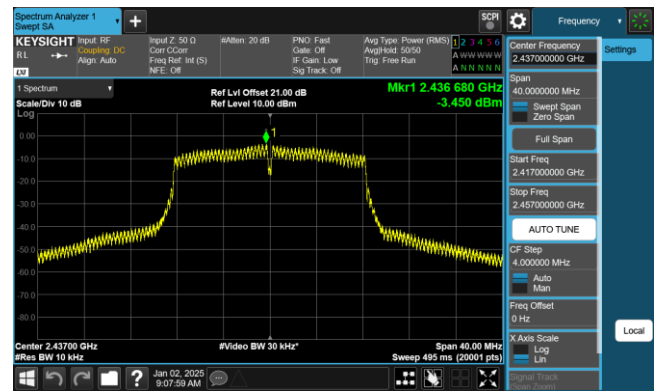 Spectrum Analyzer 1
Swept SA
SCPI
Frequency
KEYSIGHT
RL
LXI
Input: RF
Coupling: DC
Align: Auto
Input Z: 50 Ω
Corr CCorr
Freq Ref: Int (S)
NFE: Off
#Atten: 20 dB
PNO: Fast
Gate: Off
IF Gain: Low
Sig Track: Off
Avg Type: Power (RMS)
Avg|Hold: 50/50
Trig: Free Run
1 2 3 4 5 6
A W W W W W
A N N N N N
Center Frequency
2.437000000 GHz
Settings
Span
40.0000000 MHz
Swept Span
Zero Span
Full Span
Start Freq
2.417000000 GHz
Stop Freq
2.457000000 GHz
AUTO TUNE
CF Step
4.000000 MHz
Auto
Man
Freq Offset
0 Hz
X Axis Scale
Log
Lin
Signal Track
(Span Zoom)
Local
1 Spectrum
Scale/Div 10 dB
Log
Ref Lvl Offset 21.00 dB
Ref Level 10.00 dBm
Mkr1 2.436 680 GHz
-3.450 dBm
1
0.00
-10.0
-20.0
-30.0
-40.0
-50.0
-60.0
-70.0
-80.0
Center 2.43700 GHz
#Res BW 10 kHz
#Video BW 30 kHz*
Span 40.00 MHz
Sweep 495 ms (20001 pts)
Jan 02, 2025
9:07:59 AM